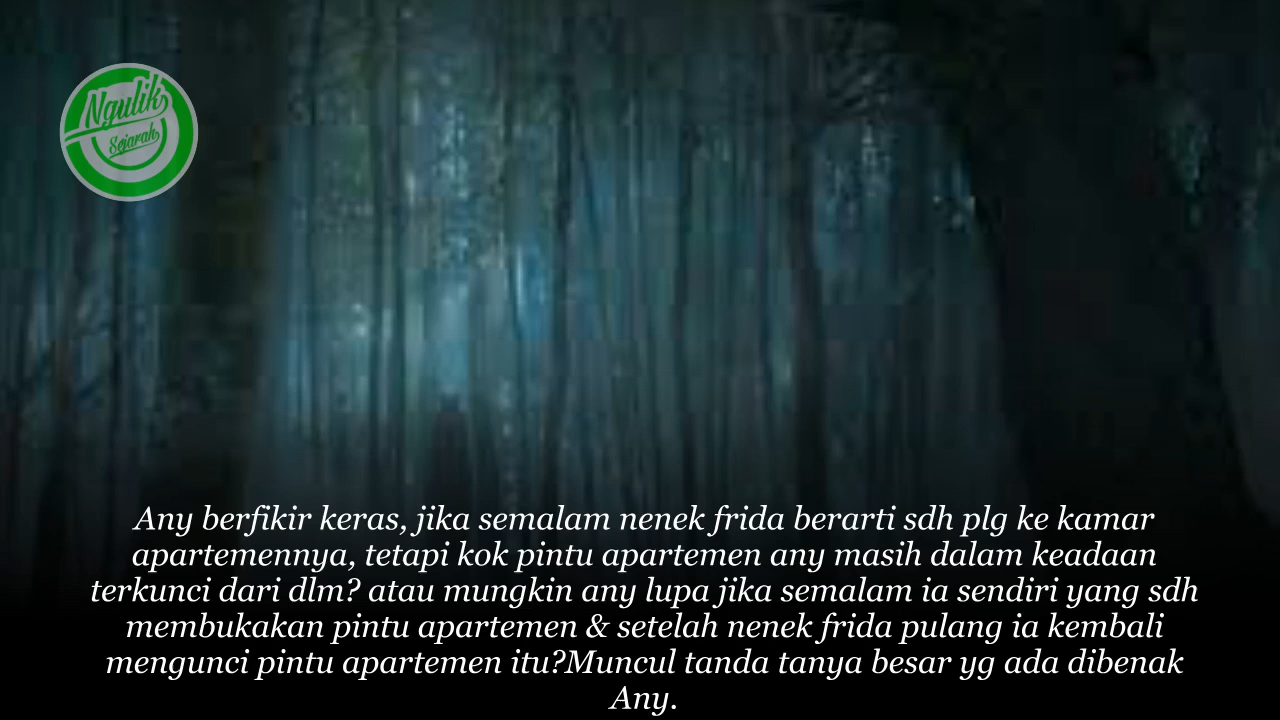 Ngulik
Sejarah
Any berfikir keras, jika semalam nenek frida berarti sdh plg ke kamar
apartemennya, tetapi kok pintu apartemen any masih dalam keadaan
terkunci dari dlm? atau mungkin any lupa jika semalam ia sendiri yang sdh
membukakan pintu apartemen & setelah nenek frida pulang ia kembali
mengunci pintu apartemen itu?Muncul tanda tanya besar yg ada dibenak
Any.